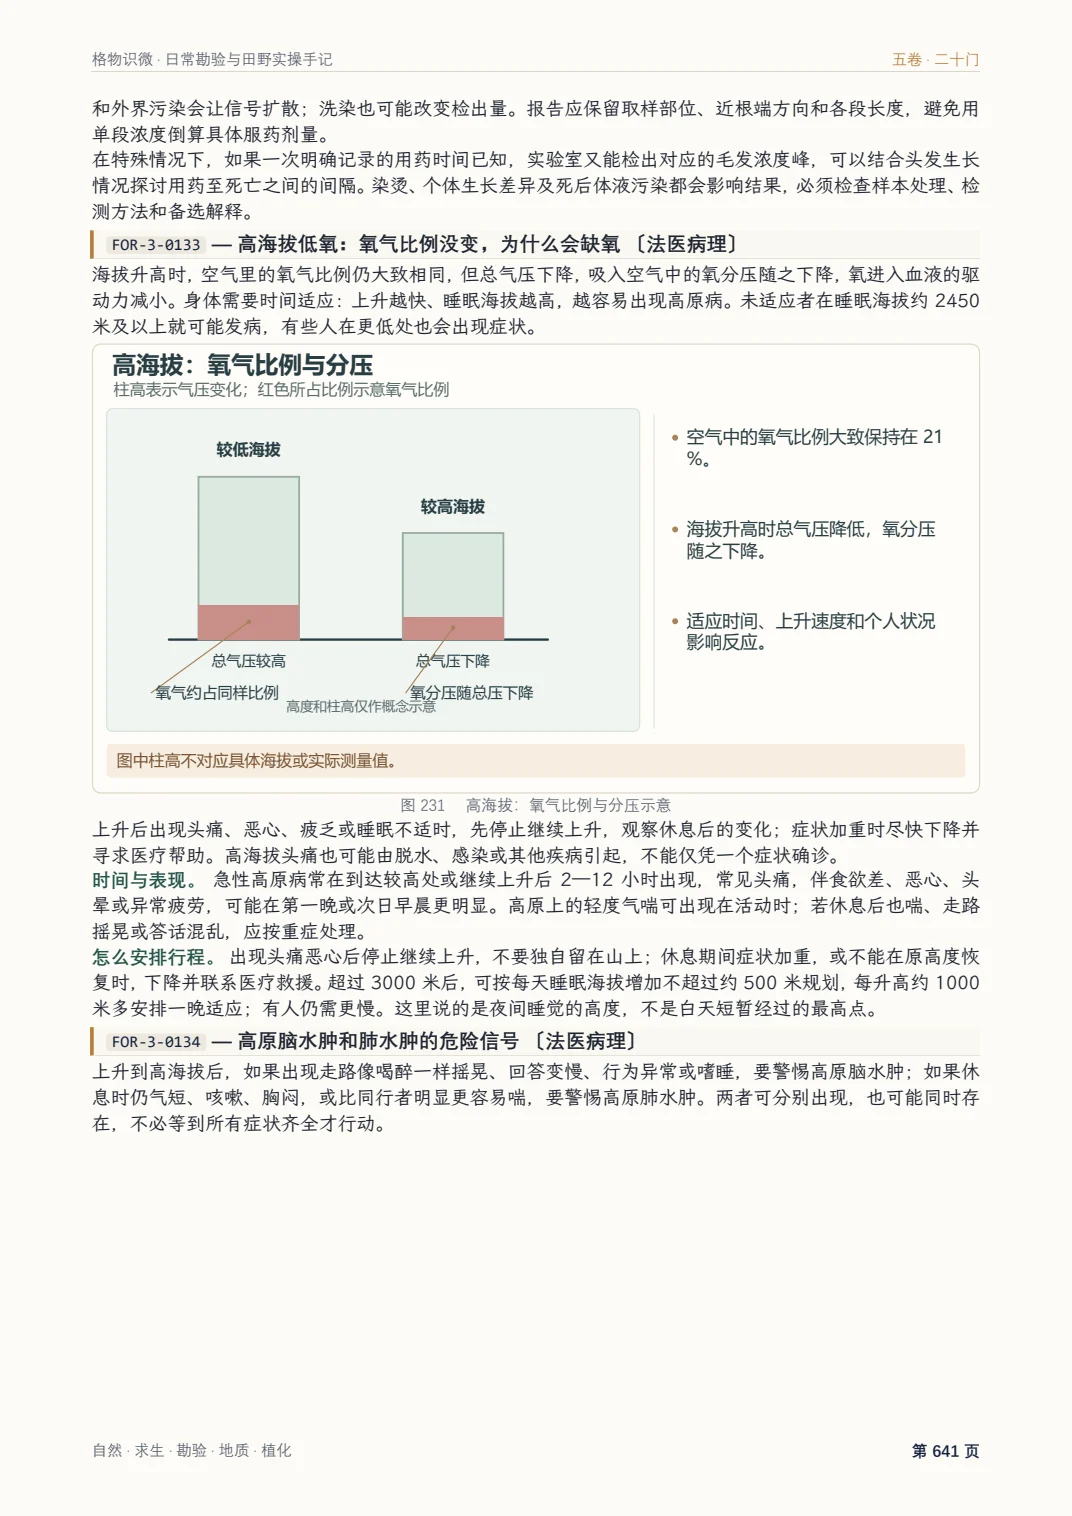 格物识微 · 日常勘验与田野实操手记
五卷 · 二十门
和外界污染会让信号扩散；洗染也可能改变检出量。报告应保留取样部位、近根端方向和各段长度，避免用
单段浓度倒算具体服药剂量。
在特殊情况下，如果一次明确记录的用药时间已知，实验室又能检出对应的毛发浓度峰，可以结合头发生长
情况探讨用药至死亡之间的间隔。染烫、个体生长差异及死后体液污染都会影响结果，必须检查样本处理、检
测方法和备选解释。
FOR-3-0133 — 高海拔低氧：氧气比例没变，为什么会缺氧 〔法医病理〕
海拔升高时，空气里的氧气比例仍大致相同，但总气压下降，吸入空气中的氧分压随之下降，氧进入血液的驱
动力减小。身体需要时间适应：上升越快、睡眠海拔越高，越容易出现高原病。未适应者在睡眠海拔约 2450
米及以上就可能发病，有些人在更低处也会出现症状。
高海拔：氧气比例与分压
柱高表示气压变化；红色所占比例示意氧气比例
较低海拔
较高海拔
总气压较高
总气压下降
氧气约占同样比例
氧分压随总压下降
高度和柱高仅作概念示意
• 空气中的氧气比例大致保持在 21
%。
• 海拔升高时总气压降低，氧分压
随之下降。
• 适应时间、上升速度和个人状况
影响反应。
图中柱高不对应具体海拔或实际测量值。
图 231 高海拔：氧气比例与分压示意
上升后出现头痛、恶心、疲乏或睡眠不适时，先停止继续上升，观察休息后的变化；症状加重时尽快下降并
寻求医疗帮助。高海拔头痛也可能由脱水、感染或其他疾病引起，不能仅凭一个症状确诊。
时间与表现。 急性高原病常在到达较高处或继续上升后 2—12 小时出现，常见头痛，伴食欲差、恶心、头
晕或异常疲劳，可能在第一晚或次日早晨更明显。高原上的轻度气喘可出现在活动时；若休息后也喘、走路
摇晃或答话混乱，应按重症处理。
怎么安排行程。 出现头痛恶心后停止继续上升，不要独自留在山上；休息期间症状加重，或不能在原高度恢
复时，下降并联系医疗救援。超过 3000 米后，可按每天睡眠海拔增加不超过约 500 米规划，每升高约 1000
米多安排一晚适应；有人仍需更慢。这里说的是夜间睡觉的高度，不是白天短暂经过的最高点。
FOR-3-0134 — 高原脑水肿和肺水肿的危险信号 〔法医病理〕
上升到高海拔后，如果出现走路像喝醉一样摇晃、回答变慢、行为异常或嗜睡，要警惕高原脑水肿；如果休
息时仍气短、咳嗽、胸闷，或比同行者明显更容易喘，要警惕高原肺水肿。两者可分别出现，也可能同时存
在，不必等到所有症状齐全才行动。
自然 · 求生 · 勘验 · 地质 · 植化
第 641 页